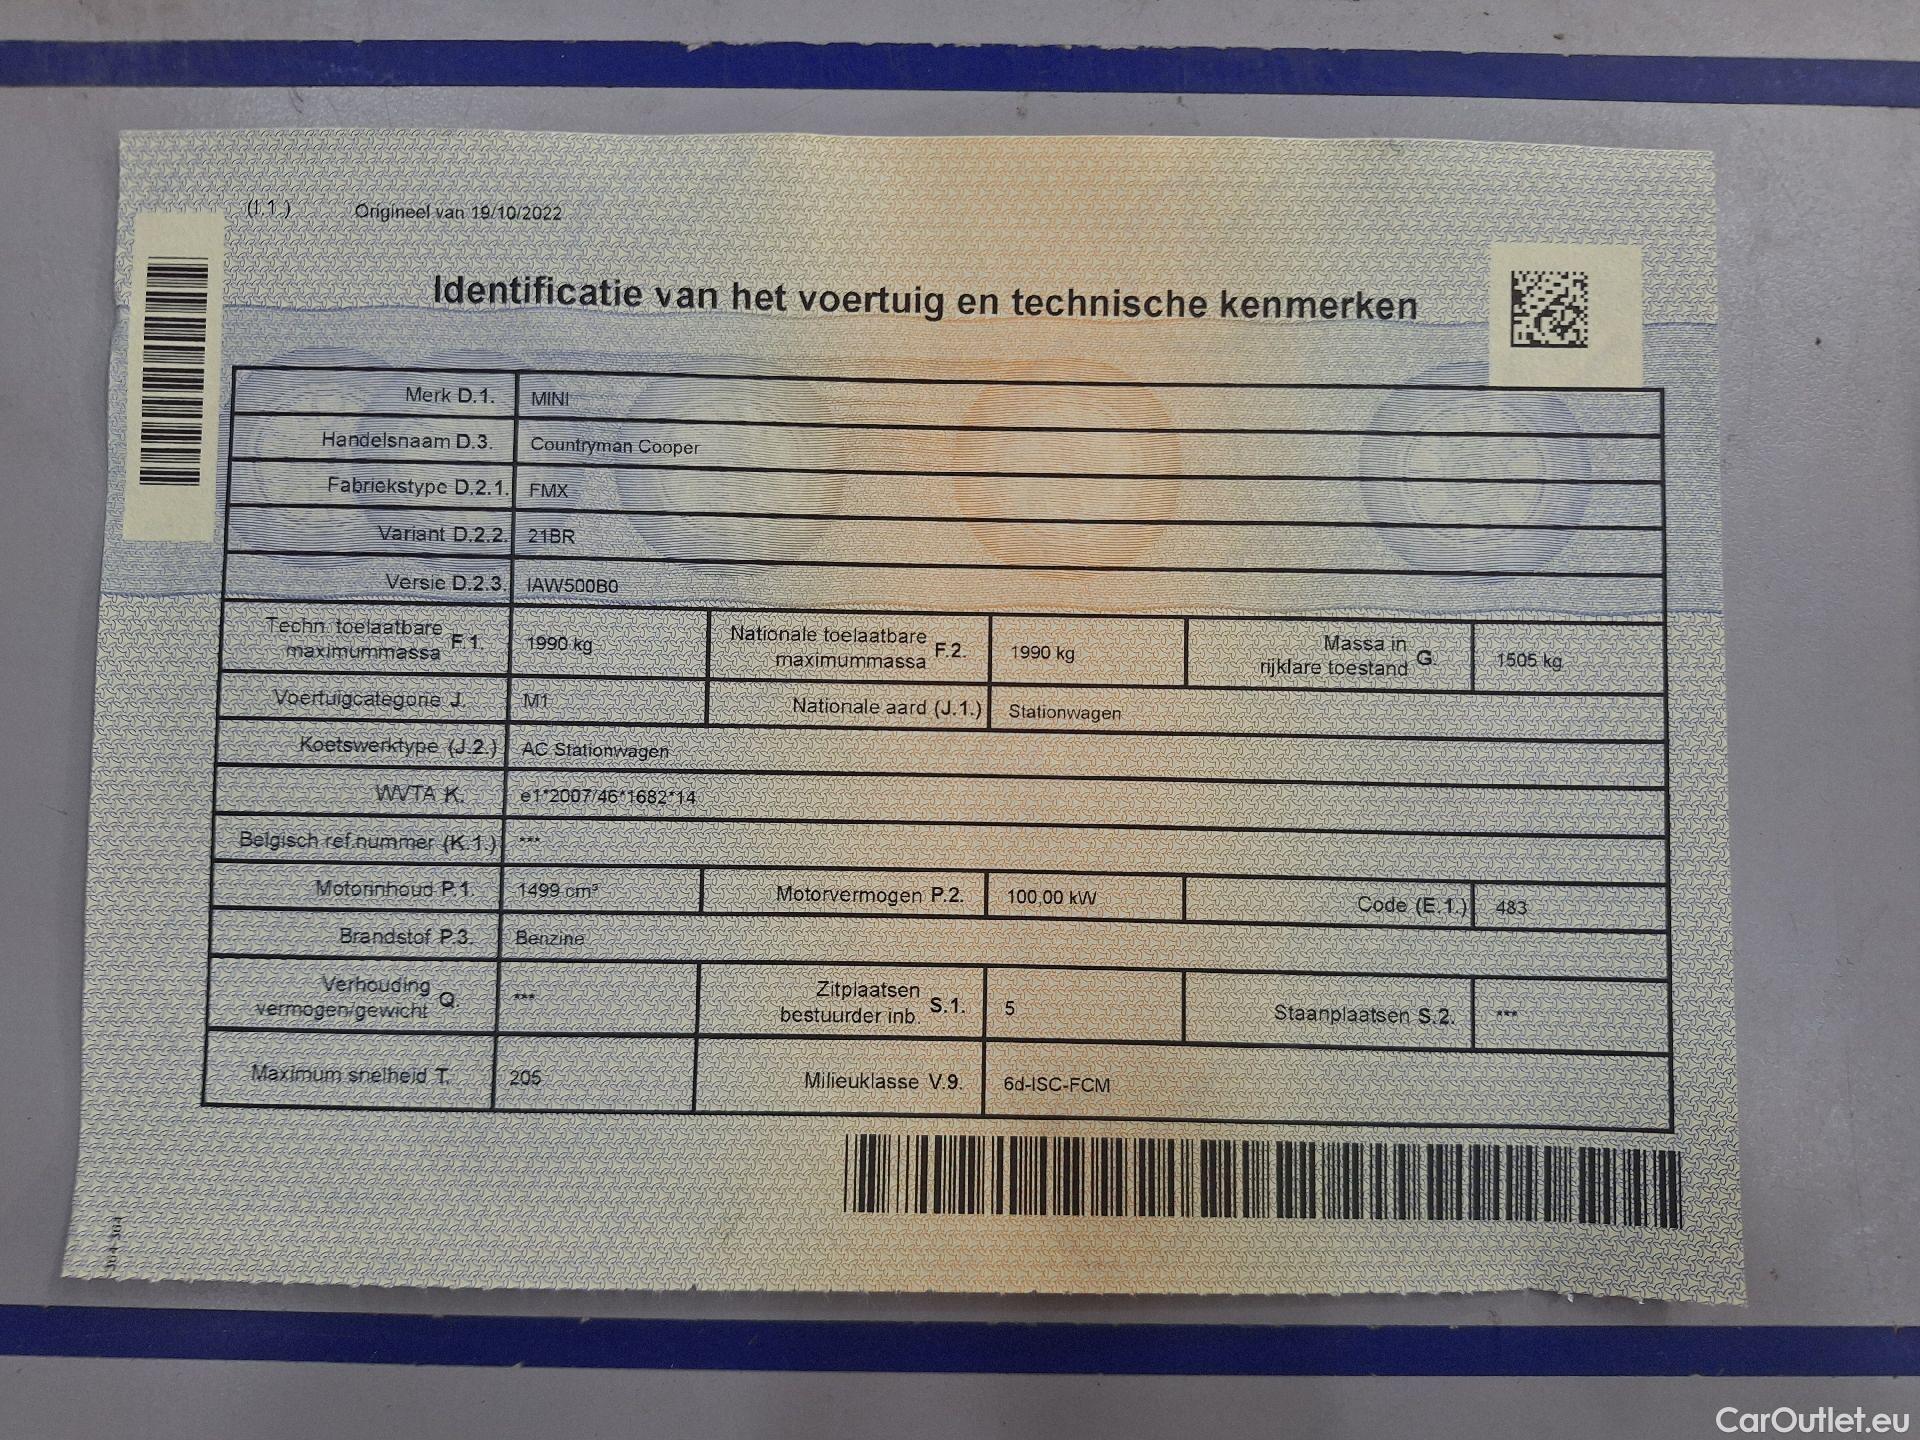 (I.1.) Origineel van 19/10/2022
Identificatie van het voertuig en technische kenmerken
Merk D.1. MINI
Handelsnaam D.3. Countryman Cooper
Fabriekstype D.2.1. FMX
Variant D.2.2. 21BR
Versie D.2.3. IAW500B0
Techn. toelaatbare maximummassa F.1. 1990 kg Nationale toelaatbare maximummassa F.2. 1990 kg Massa in rijklare toestand G. 1505 kg
Voertuigcategorie J. M1 Nationale aard (J.1.) Stationwagen
Koetswerktype (J.2.) AC Stationwagen
WVTA K. e1*2007/46*1682*14
Belgisch ref.nummer (K.1.) ***
Motorinhoud P.1. 1499 cm³ Motorvermogen P.2. 100,00 kW Code (E.1.) 483
Brandstof P.3. Benzine
Verhouding vermogen/gewicht Q. *** Zitplaatsen bestuurder inb. S.1. 5 Staanplaatsen S.2. ***
Maximum snelheid T. 205 Milieuklasse V.9. 6d-ISC-FCM
CarOutlet.eu